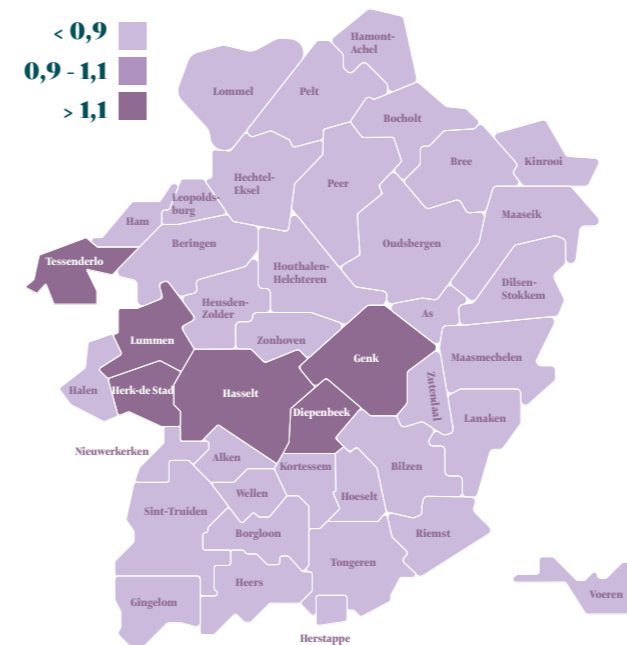 < 0,9
0,9 - 1,1
> 1,1
Hamont-
Achel
Lommel
Pelt
Bocholt
Hechtel-
Eksel
Peer
Bree
Kinrooi
Leopolds-
burg
Ham
Maaseik
Beringen
Oudsbergen
Tessenderlo
Houthalen-
Helchteren
Dilsen-
Stokkem
Heusden-
Zolder
As
Lummen
Zonhoven
Genk
Maasmechelen
Halen
Herk-de Stad
Hasselt
Zutendaal
Diepenbeek
Lanaken
Nieuwerkerken
Alken
Kortessem
Bilzen
Wellen
Hoeselt
Sint-Truiden
Borgloon
Riemst
Tongeren
Heers
Gingelom
Voeren
Herstappe